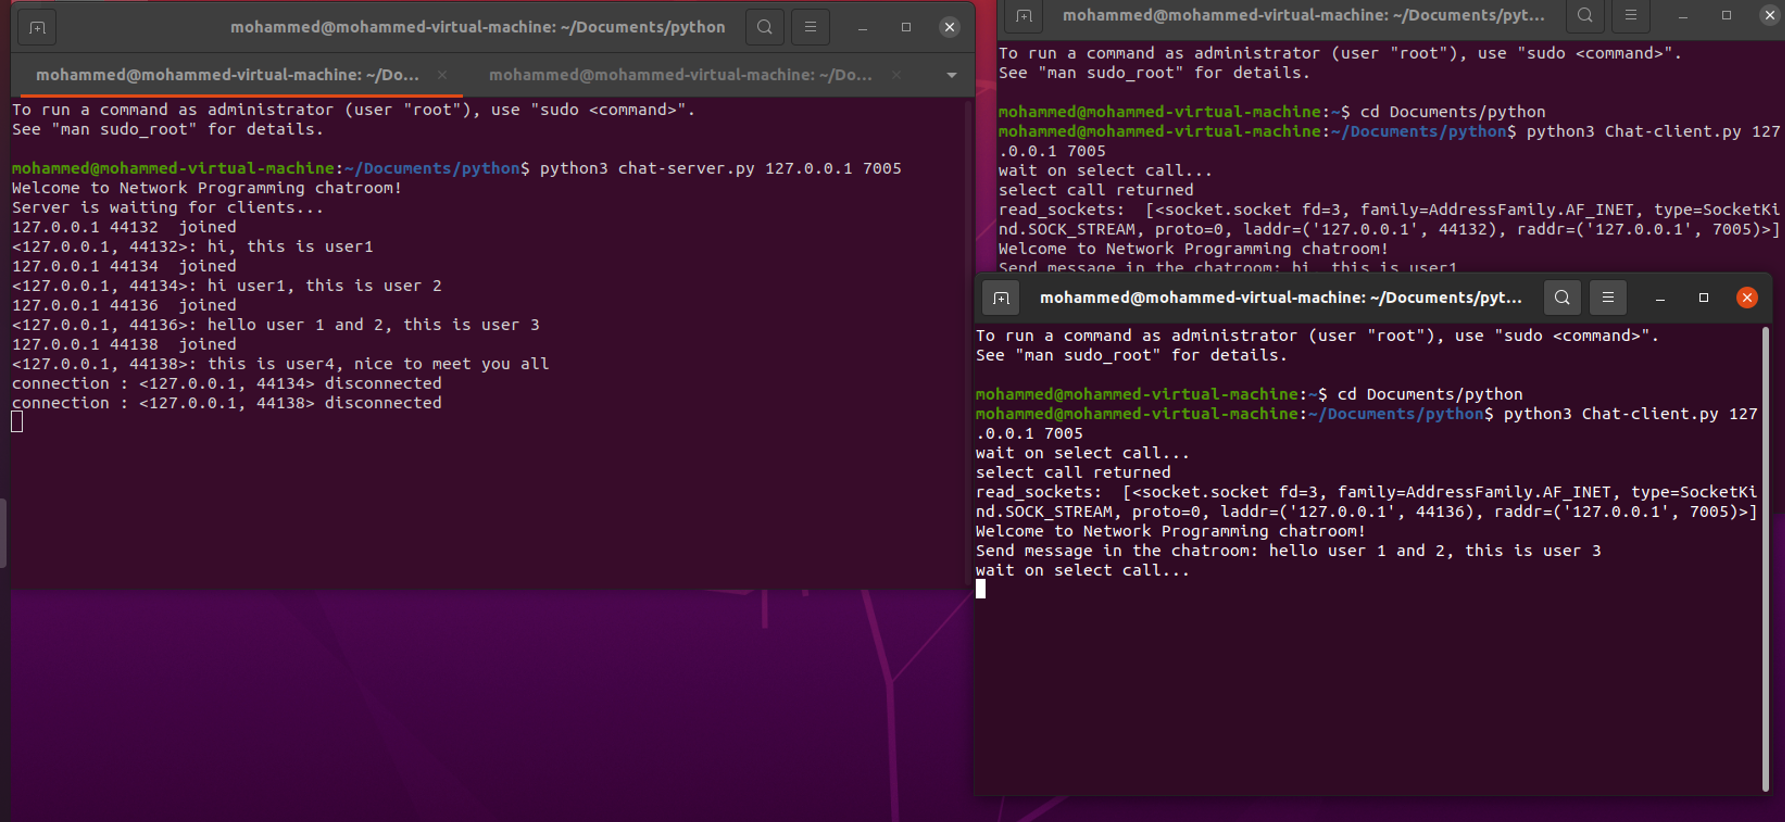 mohammed@mohammed-virtual-machine: ~/Documents/python
mohammed@mohammed-virtual-machine: ~/Do...
mohammed@mohammed-virtual-machine: ~/Do...
To run a command as administrator (user "root"), use "sudo <command>".
See "man sudo_root" for details.
mohammed@mohammed-virtual-machine:~/Documents/python$ python3 chat-server.py 127.0.0.1 7005
Welcome to Network Programming chatroom!
Server is waiting for clients...
127.0.0.1 44132  joined
<127.0.0.1, 44132>: hi, this is user1
127.0.0.1 44134  joined
<127.0.0.1, 44134>: hi user1, this is user 2
127.0.0.1 44136  joined
<127.0.0.1, 44136>: hello user 1 and 2, this is user 3
127.0.0.1 44138  joined
<127.0.0.1, 44138>: this is user4, nice to meet you all
connection : <127.0.0.1, 44134> disconnected
connection : <127.0.0.1, 44138> disconnected
mohammed@mohammed-virtual-machine: ~/Documents/pyt...
To run a command as administrator (user "root"), use "sudo <command>".
See "man sudo_root" for details.
mohammed@mohammed-virtual-machine:~$ cd Documents/python
mohammed@mohammed-virtual-machine:~/Documents/python$ python3 Chat-client.py 127
.0.0.1 7005
wait on select call...
select call returned
read_sockets:  [<socket.socket fd=3, family=AddressFamily.AF_INET, type=SocketKi
nd.SOCK_STREAM, proto=0, laddr=('127.0.0.1', 44132), raddr=('127.0.0.1', 7005)>]
Welcome to Network Programming chatroom!
Send message in the chatroom: hi, this is user1
mohammed@mohammed-virtual-machine: ~/Documents/pyt...
To run a command as administrator (user "root"), use "sudo <command>".
See "man sudo_root" for details.
mohammed@mohammed-virtual-machine:~$ cd Documents/python
mohammed@mohammed-virtual-machine:~/Documents/python$ python3 Chat-client.py 127
.0.0.1 7005
wait on select call...
select call returned
read_sockets:  [<socket.socket fd=3, family=AddressFamily.AF_INET, type=SocketKi
nd.SOCK_STREAM, proto=0, laddr=('127.0.0.1', 44136), raddr=('127.0.0.1', 7005)>]
Welcome to Network Programming chatroom!
Send message in the chatroom: hello user 1 and 2, this is user 3
wait on select call...